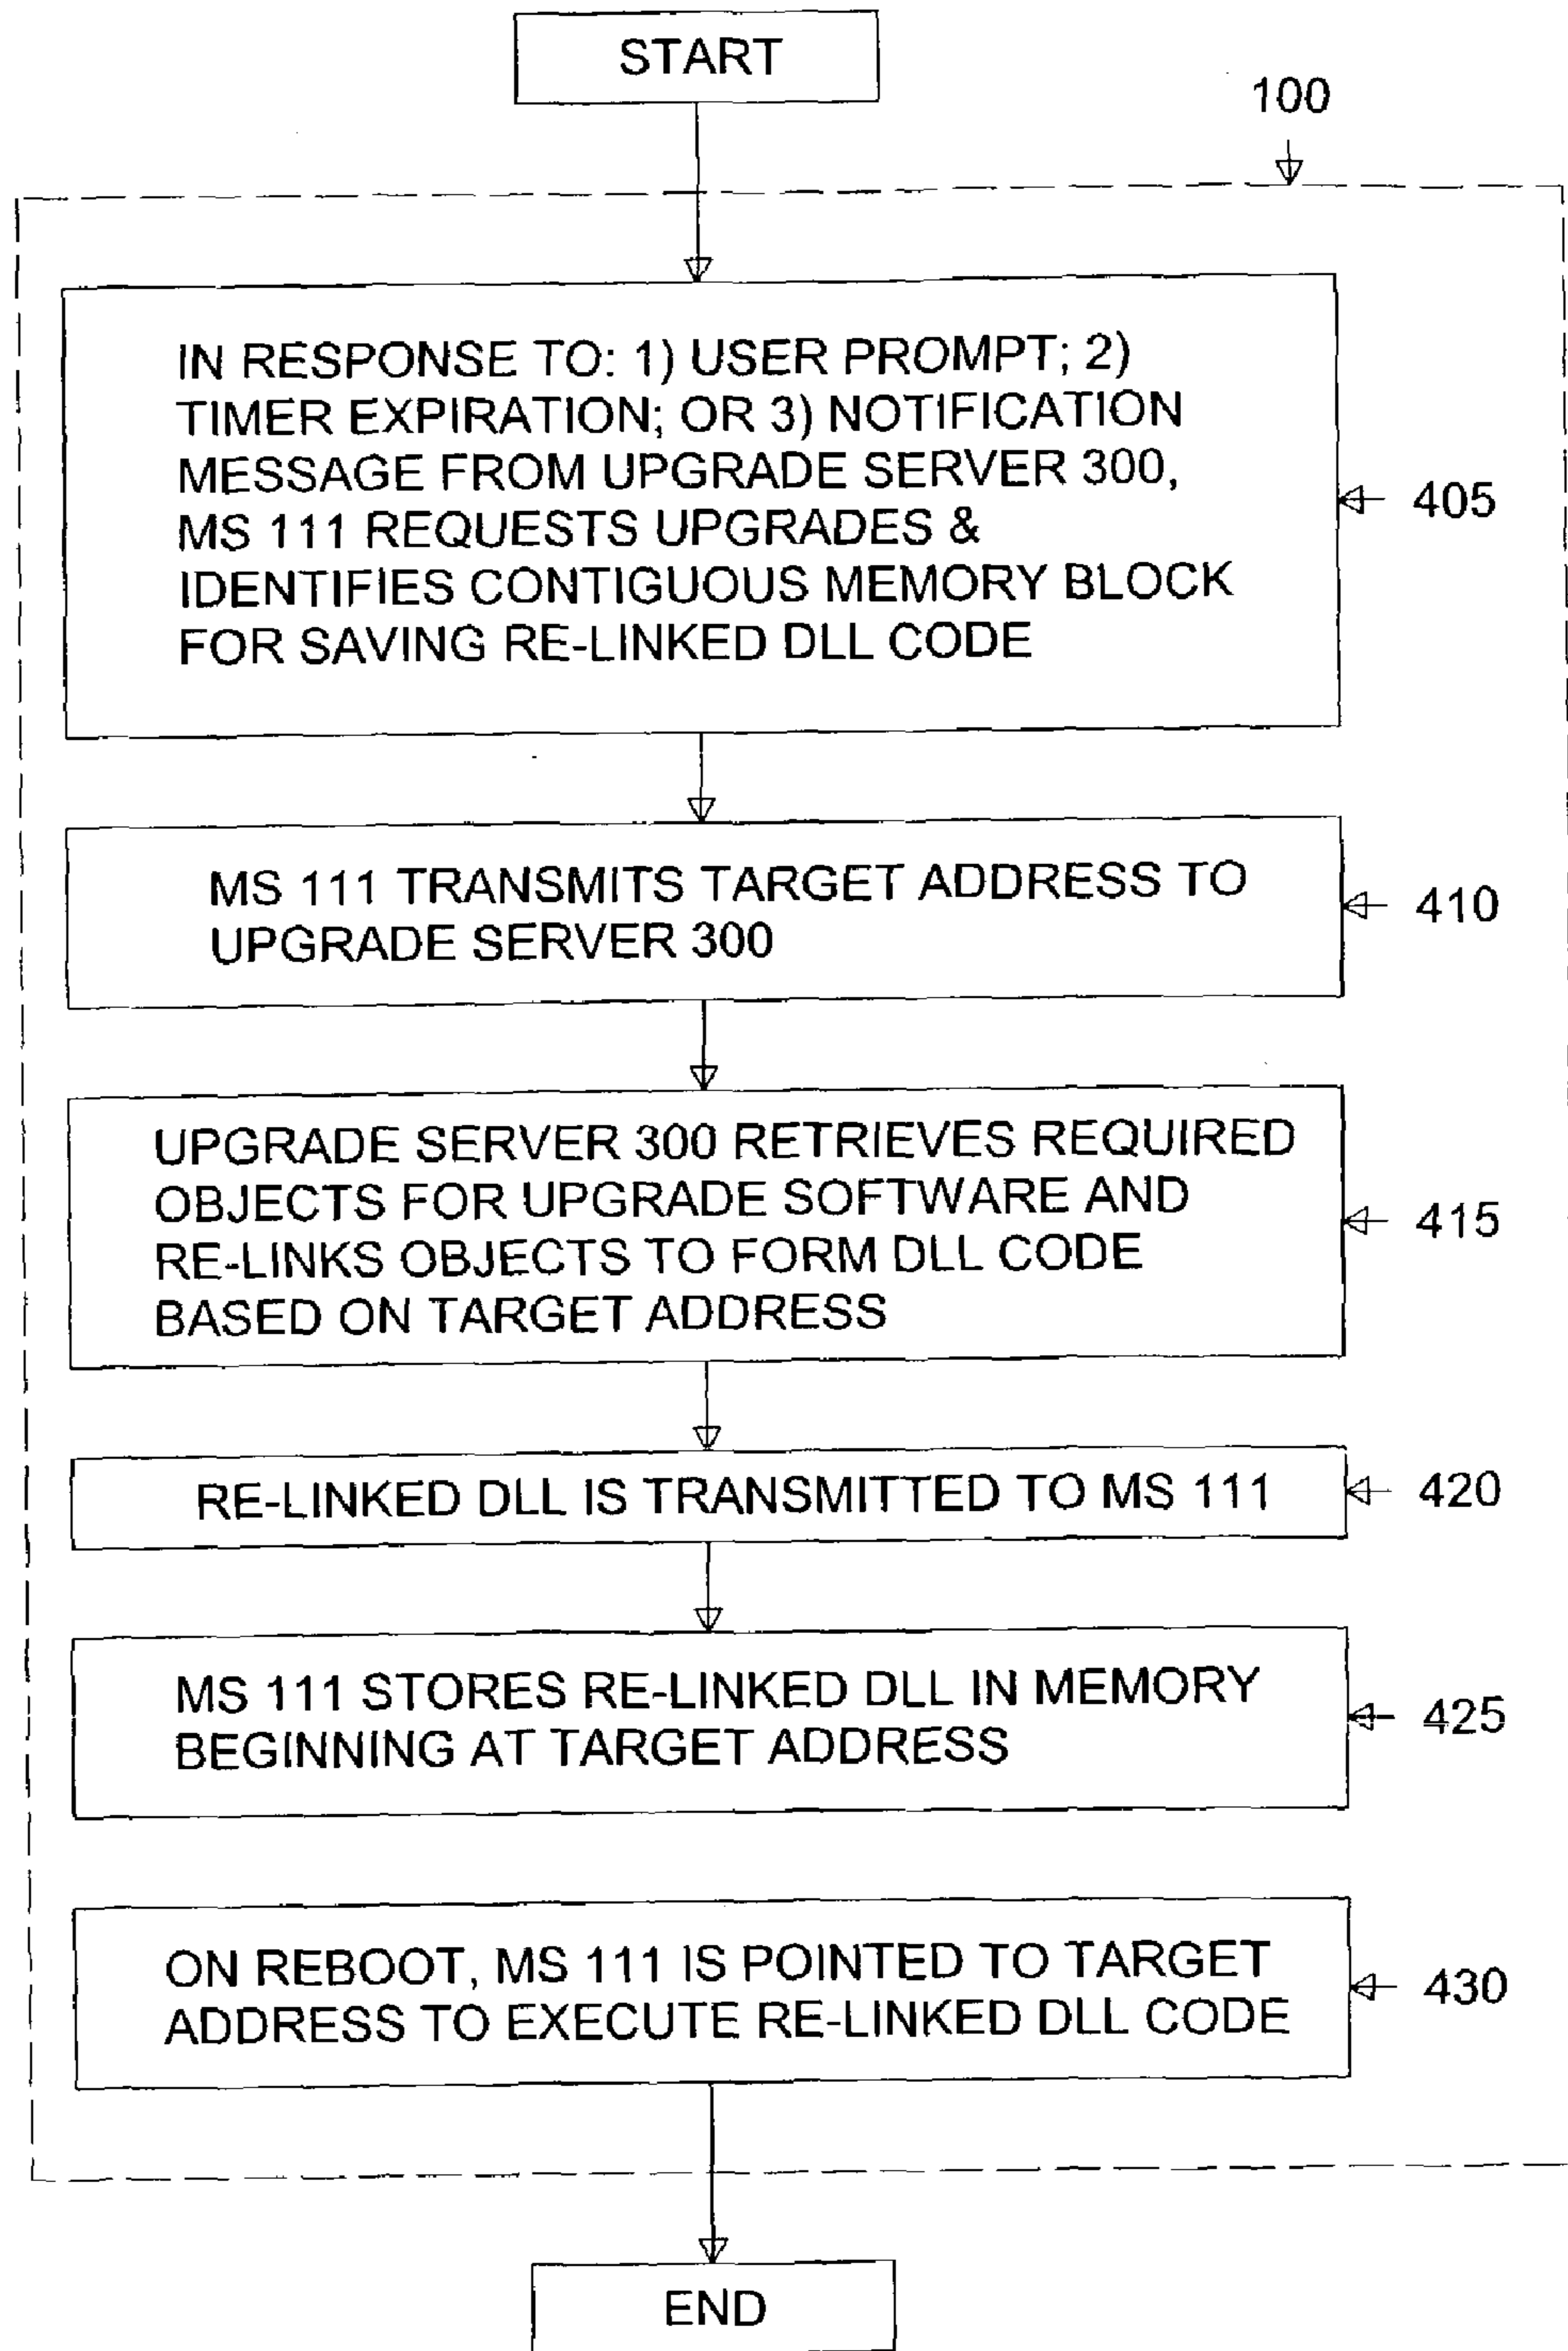 START
100
IN RESPONSE TO: 1) USER PROMPT; 2)
TIMER EXPIRATION; OR 3) NOTIFICATION
MESSAGE FROM UPGRADE SERVER 300,
MS 111 REQUESTS UPGRADES &
IDENTIFIES CONTIGUOUS MEMORY BLOCK
FOR SAVING RE-LINKED DLL CODE
405
MS 111 TRANSMITS TARGET ADDRESS TO
UPGRADE SERVER 300
410
UPGRADE SERVER 300 RETRIEVES REQUIRED
OBJECTS FOR UPGRADE SOFTWARE AND
RE-LINKS OBJECTS TO FORM DLL CODE
BASED ON TARGET ADDRESS
415
RE-LINKED DLL IS TRANSMITTED TO MS 111
420
MS 111 STORES RE-LINKED DLL IN MEMORY
BEGINNING AT TARGET ADDRESS
425
ON REBOOT, MS 111 IS POINTED TO TARGET
ADDRESS TO EXECUTE RE-LINKED DLL CODE
430
END